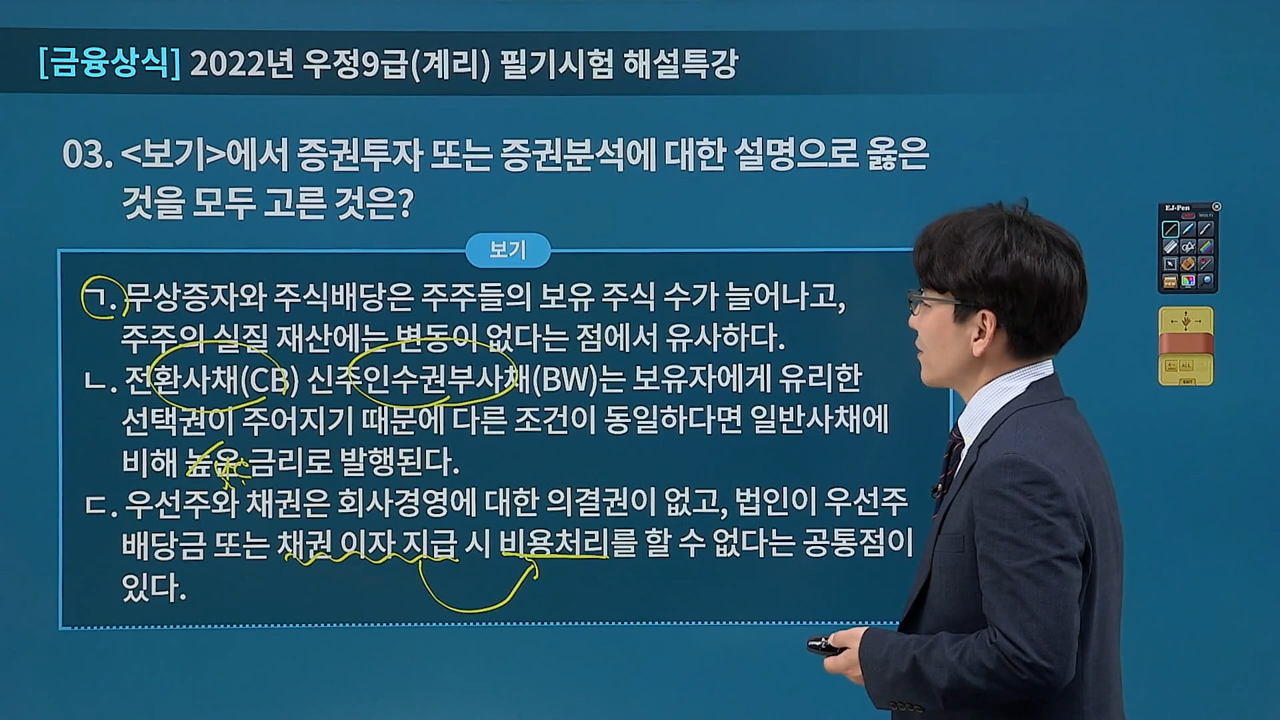 [금융상식] 2022년 우정9급(계리) 필기시험 해설특강
03. <보기>에서 증권투자 또는 증권분석에 대한 설명으로 옳은
것을 모두 고른 것은?
보기
ㄱ. 무상증자와 주식배당은 주주들의 보유 주식 수가 늘어나고,
주주의 실질 재산에는 변동이 없다는 점에서 유사하다.
ㄴ. 전환사채(CB) 신주인수권부사채(BW)는 보유자에게 유리한
선택권이 주어지기 때문에 다른 조건이 동일하다면 일반사채에
비해 높은 금리로 발행된다.
ㄷ. 우선주와 채권은 회사경영에 대한 의결권이 없고, 법인이 우선주
배당금 또는 채권 이자 지급 시 비용처리를 할 수 없다는 공통점이
있다.
EJ-Pen
ALL
EXIT